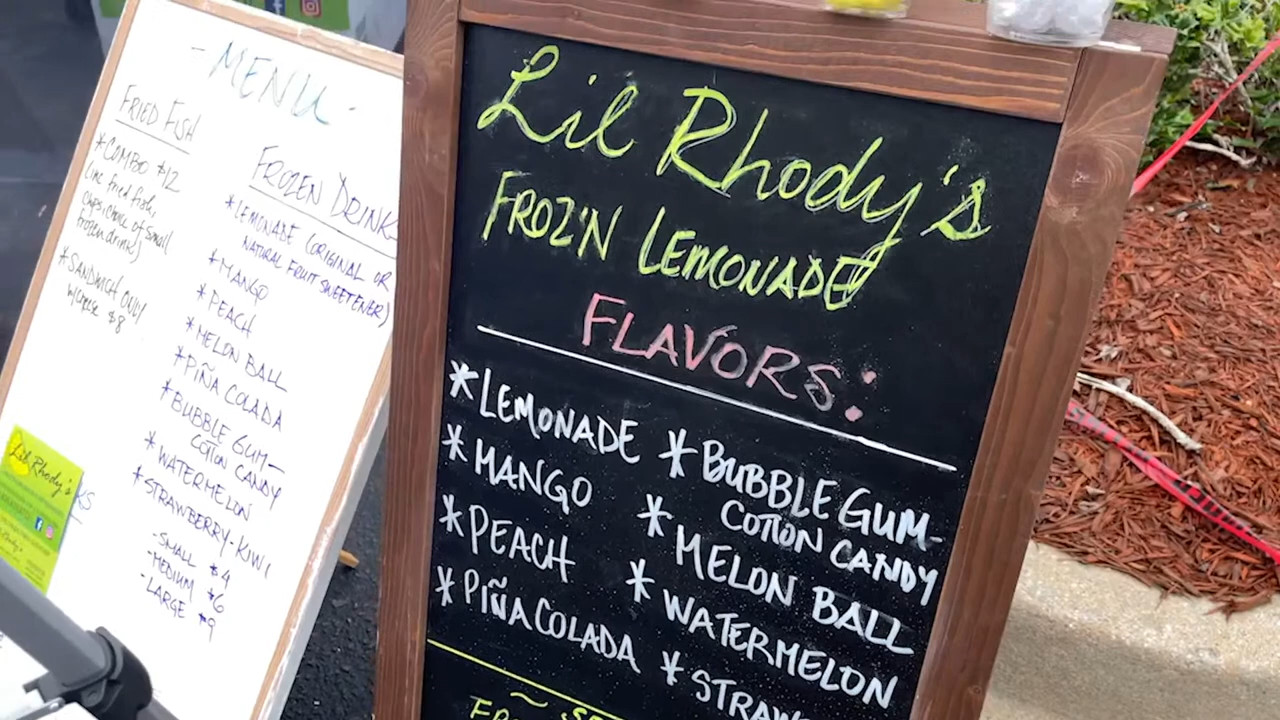 - MENU -
FRIED FISH
* COMBO $12
chips, choice of small
frozen drink)
* SANDWICH ONLY
w/cheese $8
FROZEN DRINKS
* LEMONADE (ORIGINAL OR
NATURAL FRUIT SWEETENER)
* MANGO
* PEACH
* MELON BALL
* PIÑA COLADA
* BUBBLE GUM-
COTTON CANDY
* WATERMELON
* STRAWBERRY-KIWI
- SMALL $4
- MEDIUM $6
- LARGE $9
Lil Rhody's
Lil Rhody's
FROZ'N LEMONADE
FLAVORS:
* LEMONADE
* MANGO
* PEACH
* PIÑA COLADA
* BUBBLE GUM-
COTTON CANDY
* MELON BALL
* WATERMELON
* STRAW